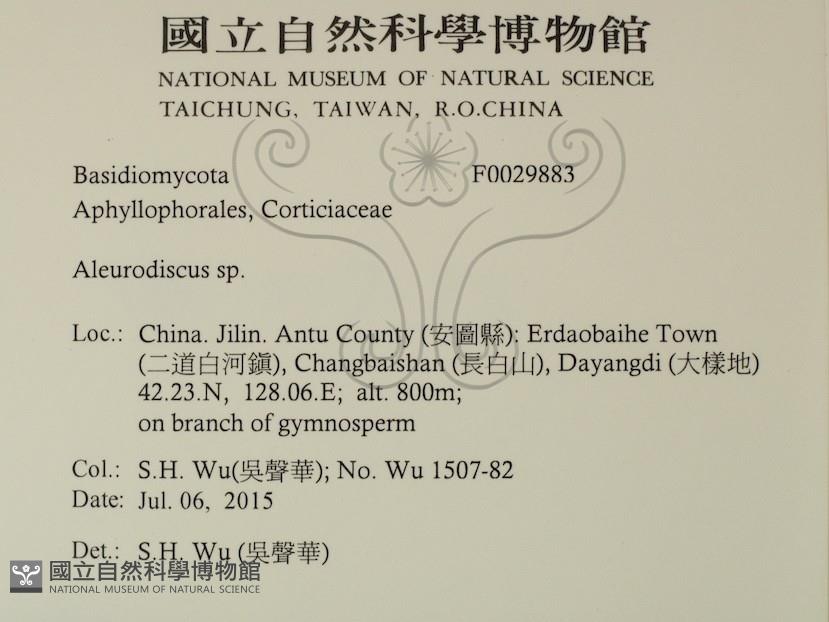 國立自然科學博物館
NATIONAL MUSEUM OF NATURAL SCIENCE
TAICHUNG, TAIWAN, R.O.CHINA
Basidiomycota F0029883
Aphyllophorales, Corticiaceae
Aleurodiscus sp.
Loc.: China. Jilin. Antu County (安圖縣): Erdaobaihe Town
(二道白河鎭), Changbaishan (長白山), Dayangdi (大樣地)
42.23.N, 128.06.E; alt. 800m;
on branch of gymnosperm
Col.: S.H. Wu(吳聲華); No. Wu 1507-82
Date: Jul. 06, 2015
Det.: S.H. Wu (吳聲華)
國立自然科學博物館
NATIONAL MUSEUM OF NATURAL SCIENCE